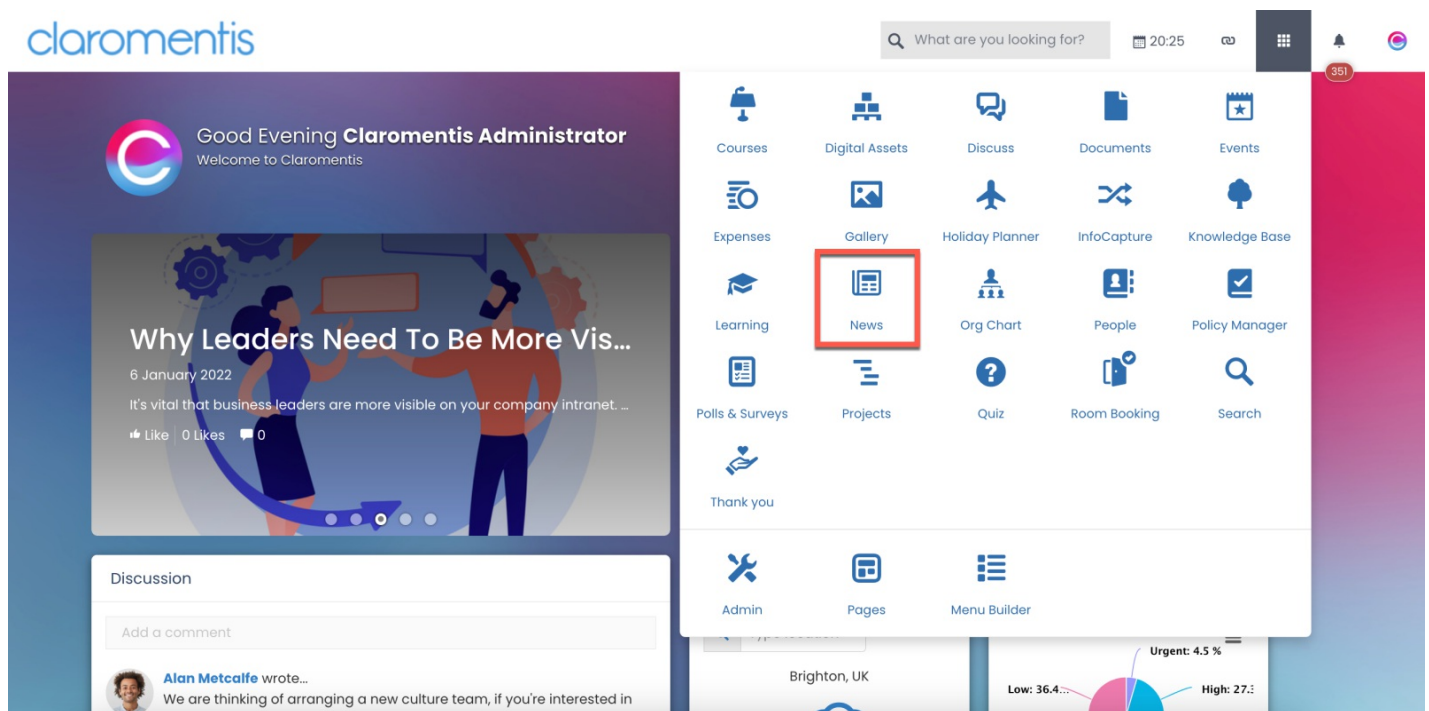 claromentis
What are you looking for?
20:25
351
Good Evening Claromentis Administrator
Welcome to Claromentis
Why Leaders Need To Be More Vis...
6 January 2022
It's vital that business leaders are more visible on your company intranet. ...
Like 0 Likes 0
Courses Digital Assets Discuss Documents Events
Expenses Gallery Holiday Planner InfoCapture Knowledge Base
Learning News Org Chart People Policy Manager
Polls & Surveys Projects Quiz Room Booking Search
Thank you
Admin Pages Menu Builder
Discussion
Add a comment
Alan Metcalfe wrote...
We are thinking of arranging a new culture team, if you're interested in
Brighton, UK
Urgent: 4.5 %
Low: 36.4...
High: 27.3